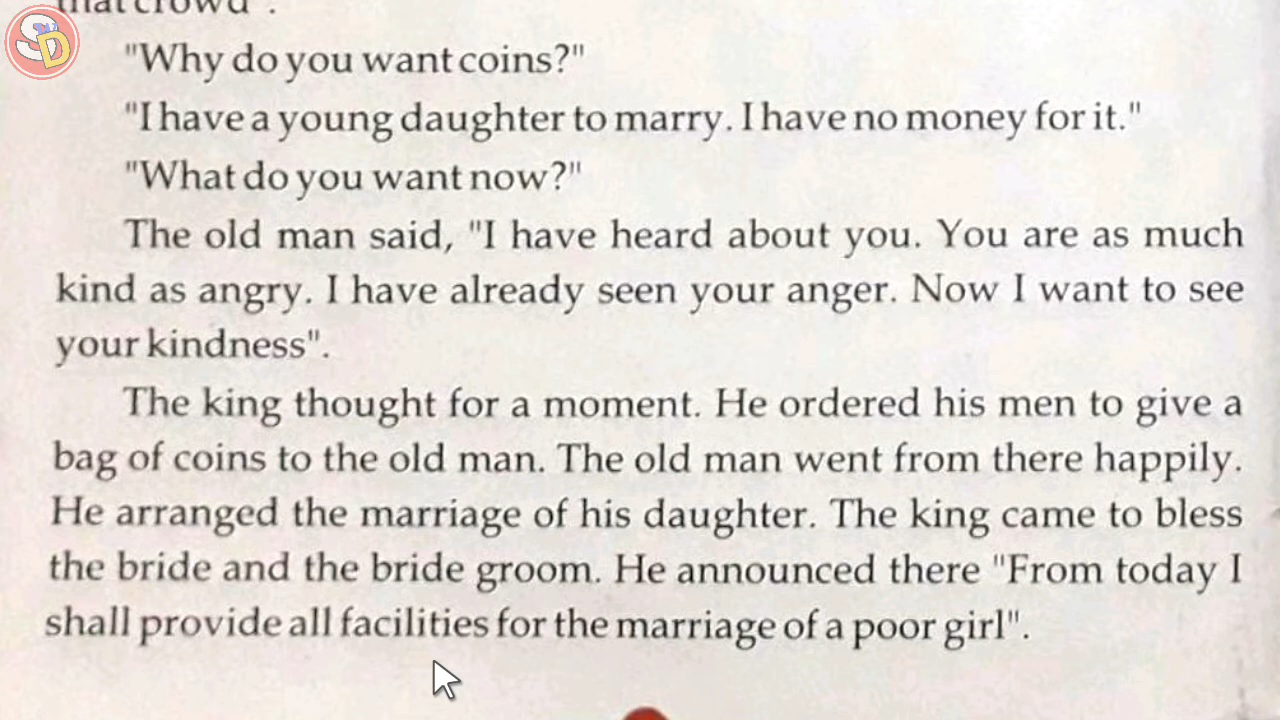 that crowd".
"Why do you want coins?"
"I have a young daughter to marry. I have no money for it."
"What do you want now?"
The old man said, "I have heard about you. You are as much
kind as angry. I have already seen your anger. Now I want to see
your kindness".
The king thought for a moment. He ordered his men to give a
bag of coins to the old man. The old man went from there happily.
He arranged the marriage of his daughter. The king came to bless
the bride and the bride groom. He announced there "From today I
shall provide all facilities for the marriage of a poor girl".
SD